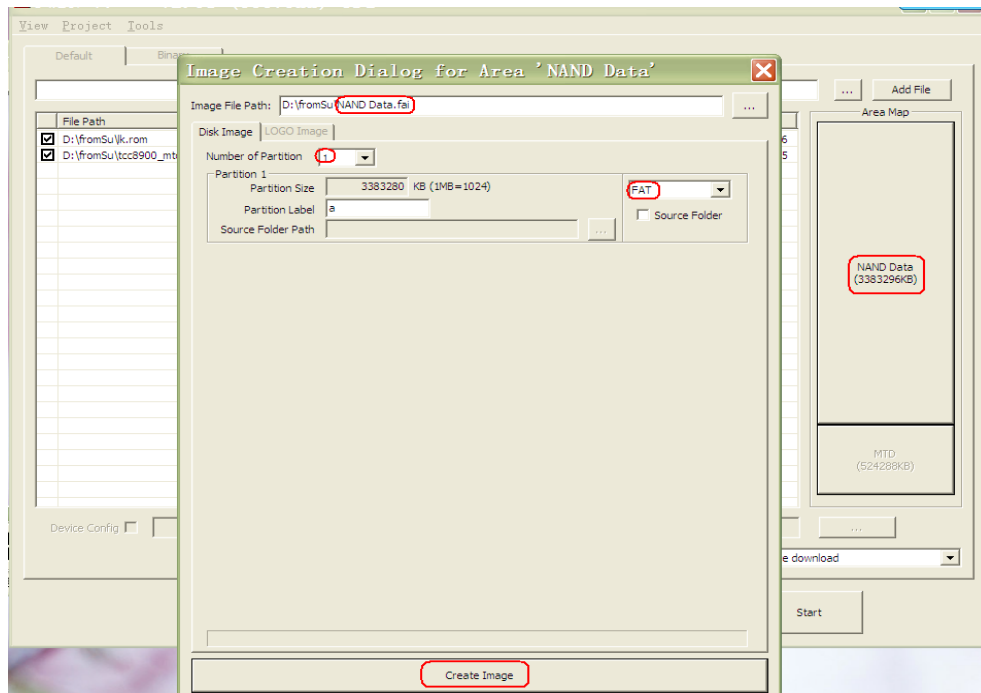 View Project Tools
Default
Image Creation Dialog for Area 'NAND Data'
Image File Path: D:\fromSu\NAND Data.fai ...
... Add File
Disk Image LOGO Image
Area Map
File Path
D:\fromSu\lk.rom 6
D:\fromSu\tcc8900_mtd 5
Number of Partition 1
Partition 1
Partition Size 3383280 KB (1MB=1024)
FAT
Partition Label a
Source Folder
Source Folder Path ...
NAND Data
(3383296KB)
MTD
(524288KB)
Device Config ...
e download
Start
Create Image